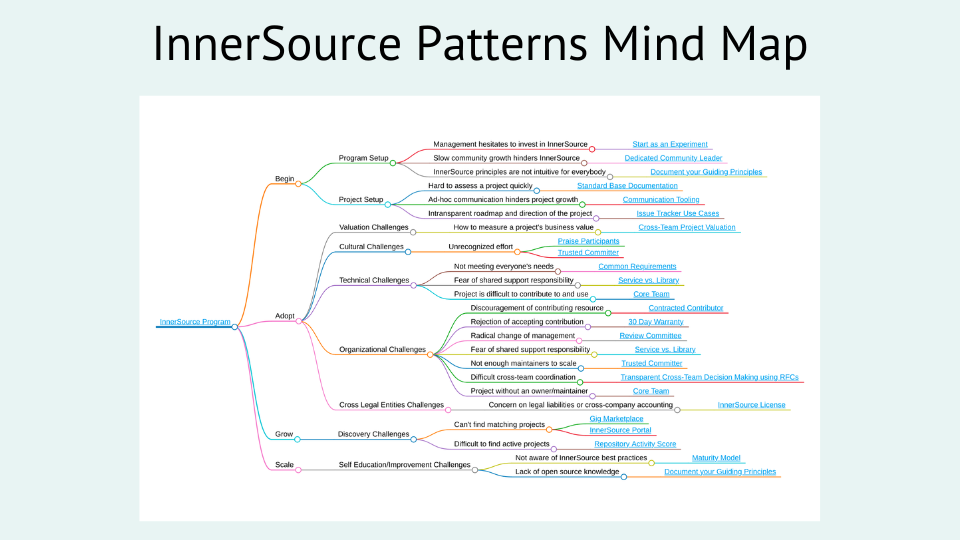 InnerSource Patterns Mind Map
InnerSource Program
Begin
Program Setup
Management hesitates to invest in InnerSource
Start as an Experiment
Slow community growth hinders InnerSource
Dedicated Community Leader
InnerSource principles are not intuitive for everybody
Document your Guiding Principles
Project Setup
Hard to assess a project quickly
Standard Base Documentation
Ad-hoc communication hinders project growth
Communication Tooling
Intransparent roadmap and direction of the project
Issue Tracker Use Cases
Adopt
Valuation Challenges
How to measure a project's business value
Cross-Team Project Valuation
Cultural Challenges
Unrecognized effort
Praise Participants
Trusted Committer
Technical Challenges
Not meeting everyone's needs
Common Requirements
Fear of shared support responsibility
Service vs. Library
Project is difficult to contribute to and use
Core Team
Organizational Challenges
Discouragement of contributing resource
Contracted Contributor
Rejection of accepting contribution
30 Day Warranty
Radical change of management
Review Committee
Fear of shared support responsibility
Service vs. Library
Not enough maintainers to scale
Trusted Committer
Difficult cross-team coordination
Transparent Cross-Team Decision Making using RFCs
Project without an owner/maintainer
Core Team
Cross Legal Entities Challenges
Concern on legal liabilities or cross-company accounting
InnerSource License
Grow
Discovery Challenges
Can't find matching projects
Gig Marketplace
InnerSource Portal
Difficult to find active projects
Repository Activity Score
Scale
Self Education/Improvement Challenges
Not aware of InnerSource best practices
Maturity Model
Lack of open source knowledge
Document your Guiding Principles